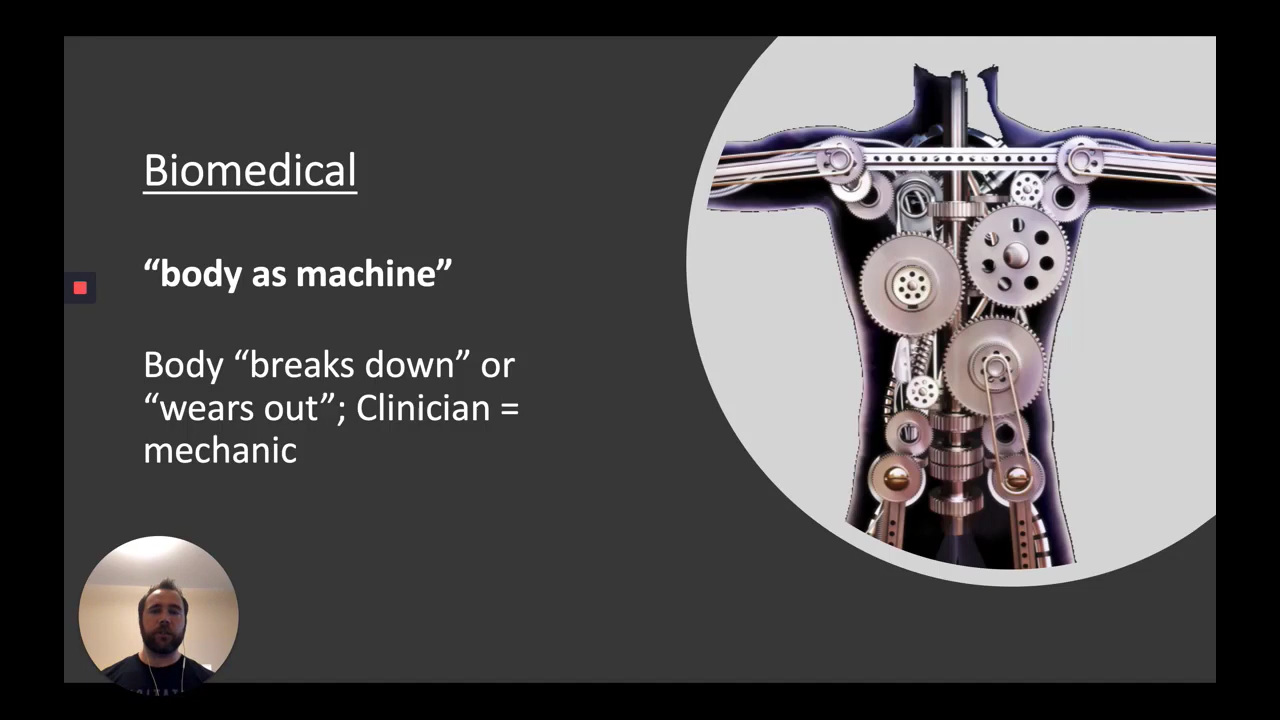 Biomedical
“body as machine”
Body “breaks down” or
“wears out”; Clinician =
mechanic